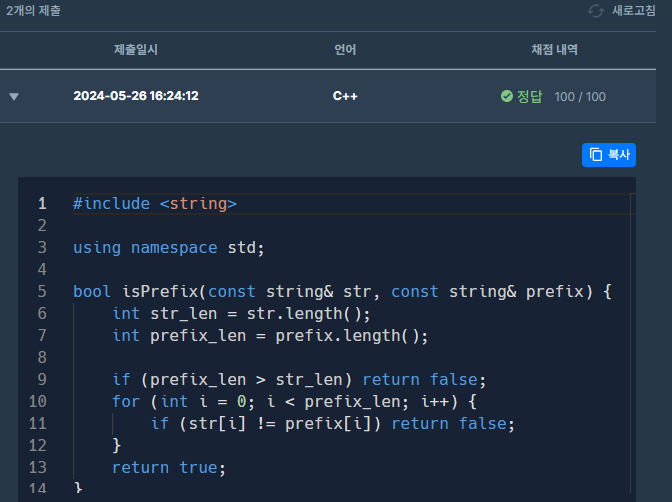 2개의 제출 새로고침
제출일시 언어 채점 내역
2024-05-26 16:24:12 C++ 정답 100 / 100
복사
1 #include <string>
2
3 using namespace std;
4
5 bool isPrefix(const string& str, const string& prefix) {
6 int str_len = str.length();
7 int prefix_len = prefix.length();
8
9 if (prefix_len > str_len) return false;
10 for (int i = 0; i < prefix_len; i++) {
11 if (str[i] != prefix[i]) return false;
12 }
13 return true;
14 }